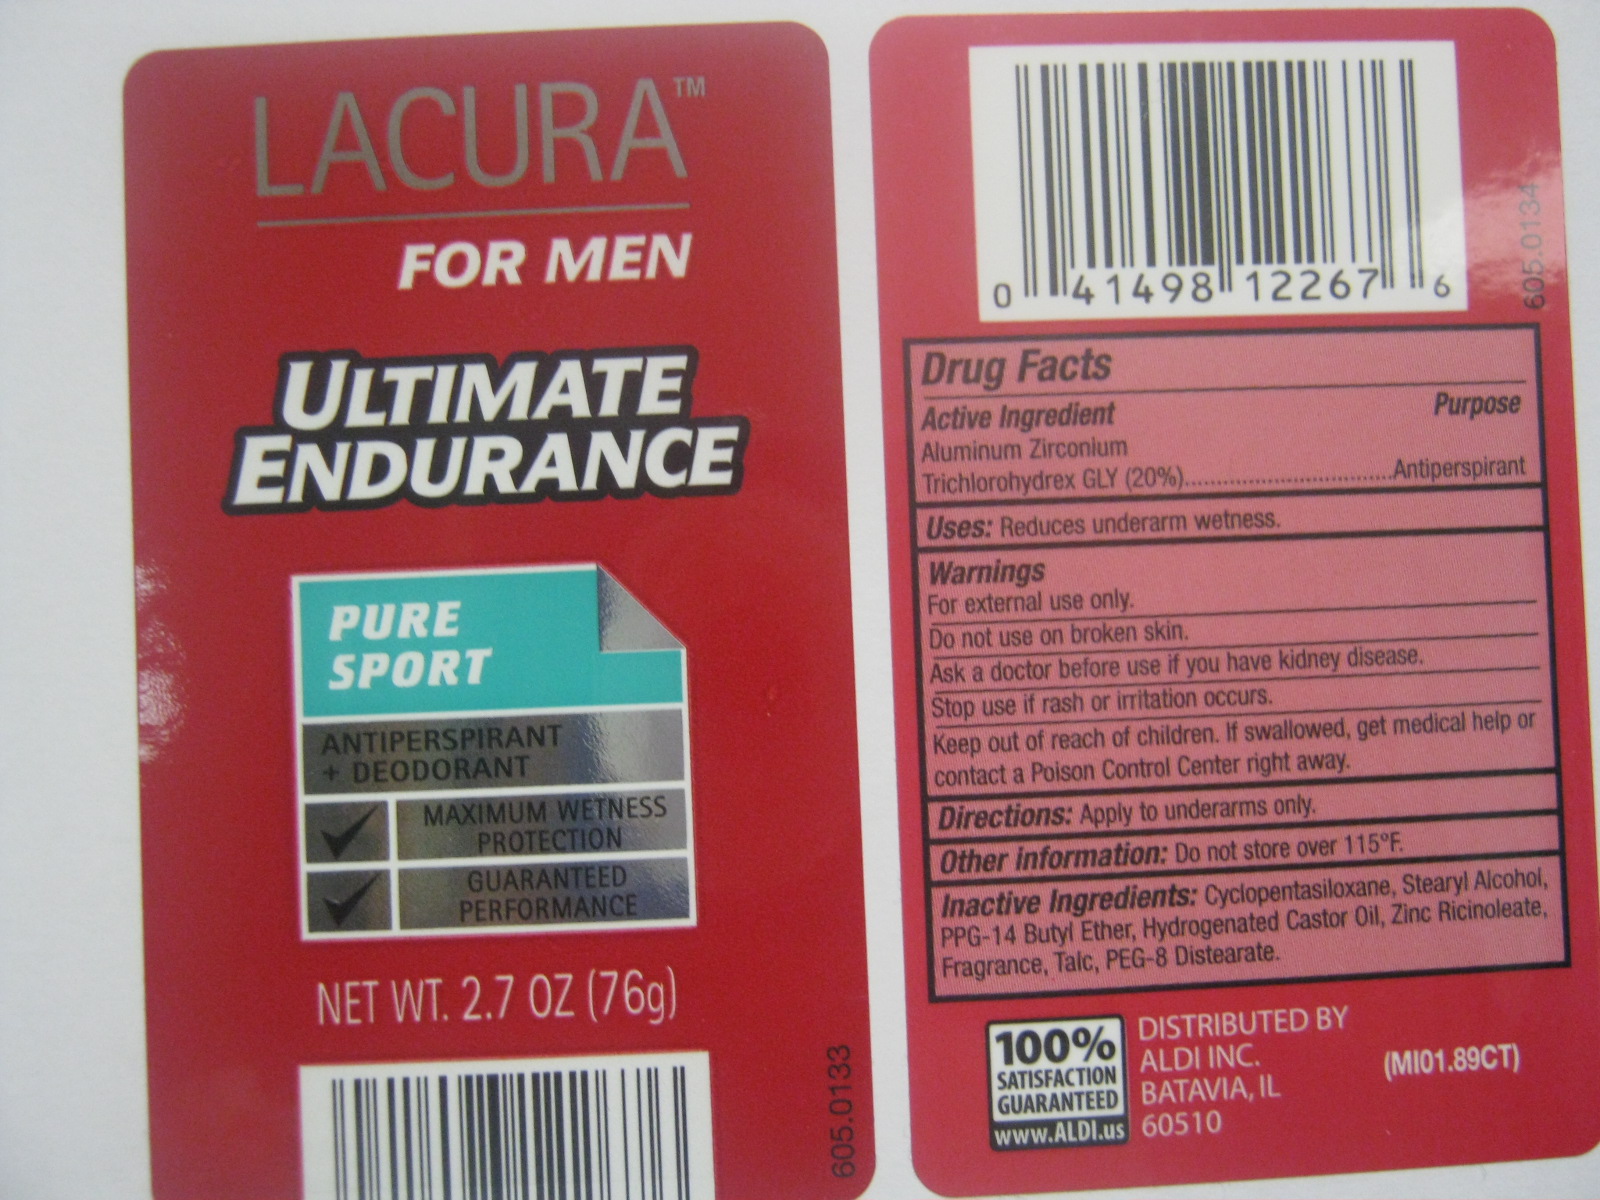 LACURA™
FOR MEN
ULTIMATE
ENDURANCE
PURE
SPORT
ANTIPERSPIRANT
+ DEODORANT
MAXIMUM WETNESS
PROTECTION
GUARANTEED
PERFORMANCE
NET WT. 2.7 OZ (76g)
605.0133
0 41498 12267 6
605.0134
Drug Facts
Active Ingredient Purpose
Aluminum Zirconium
Trichlorohydrex GLY (20%)..............................Antiperspirant
Uses: Reduces underarm wetness.
Warnings
For external use only.
Do not use on broken skin.
Ask a doctor before use if you have kidney disease.
Stop use if rash or irritation occurs.
Keep out of reach of children. If swallowed, get medical help or
contact a Poison Control Center right away.
Directions: Apply to underarms only.
Other information: Do not store over 115°F.
Inactive Ingredients: Cyclopentasiloxane, Stearyl Alcohol,
PPG-14 Butyl Ether, Hydrogenated Castor Oil, Zinc Ricinoleate,
Fragrance, Talc, PEG-8 Distearate.
100%
SATISFACTION
GUARANTEED
www.ALDI.us
DISTRIBUTED BY
ALDI INC.
BATAVIA, IL
60510
(MI01.89CT)